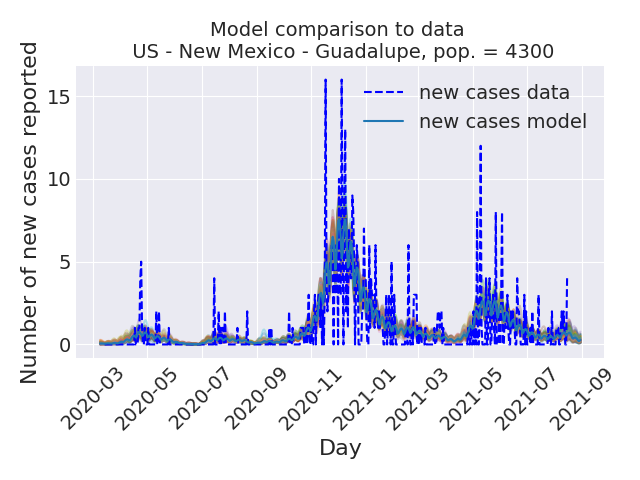 Model comparison to data
US - New Mexico - Guadalupe, pop. = 4300
Number of new cases reported
15
10
5
0
new cases data
new cases model
2020-03
2020-05
2020-07
2020-09
2020-11
2021-01
2021-03
2021-05
2021-07
2021-09
Day